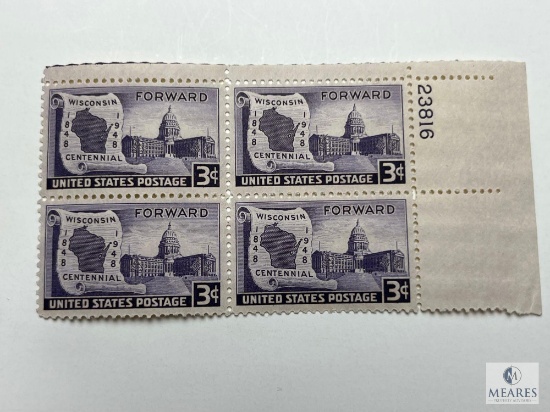 WISCONSIN
FORWARD
1848
1948
CENTENNIAL
UNITED STATES POSTAGE 3¢
WISCONSIN
FORWARD
1848
1948
CENTENNIAL
UNITED STATES POSTAGE 3¢
23816
WISCONSIN
FORWARD
1848
1948
CENTENNIAL
UNITED STATES POSTAGE 3¢
WISCONSIN
FORWARD
1848
1948
CENTENNIAL
UNITED STATES POSTAGE 3¢
MEARES